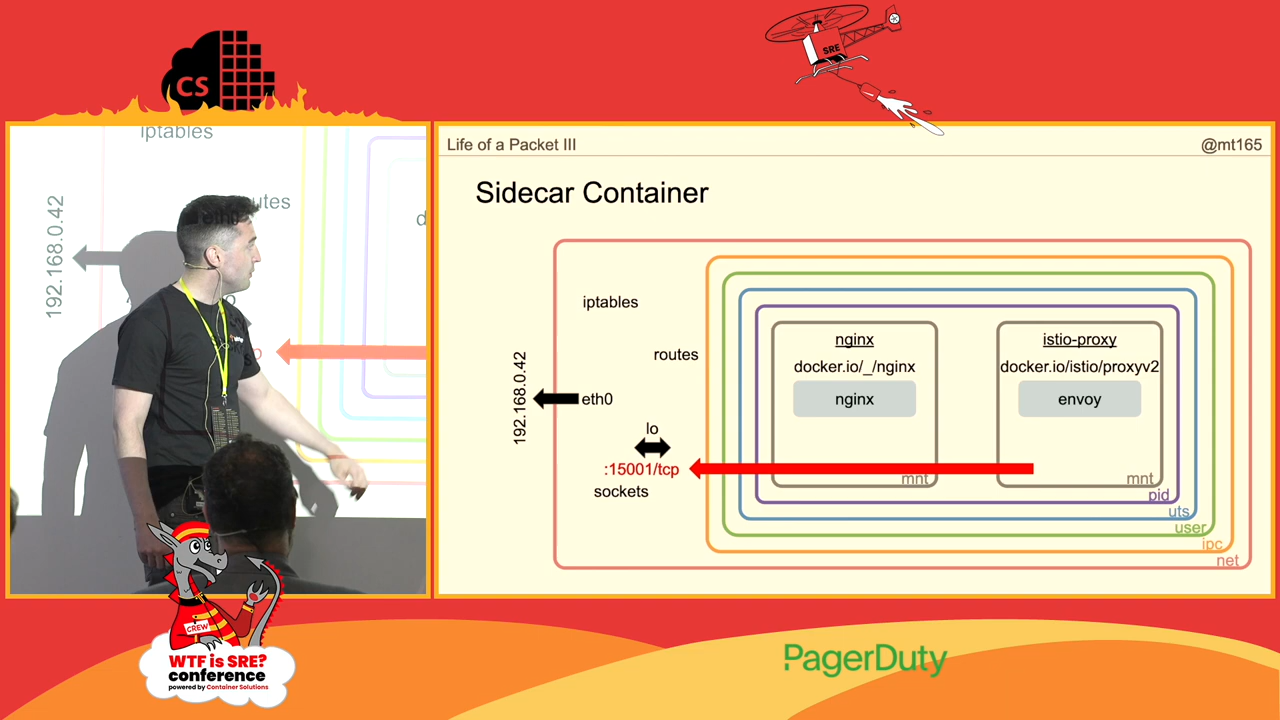 CS
SRE
iptables
utes
eth0
192.168.0.42
d
Life of a Packet III
@mt165
Sidecar Container
iptables
routes
192.168.0.42
eth0
lo
:15001/tcp
sockets
nginx
docker.io/_/nginx
nginx
mnt
istio-proxy
docker.io/istio/proxyv2
envoy
mnt
pid
uts
user
ipc
net
CREW
WTF is SRE?
conference
powered by Container Solutions
PagerDuty